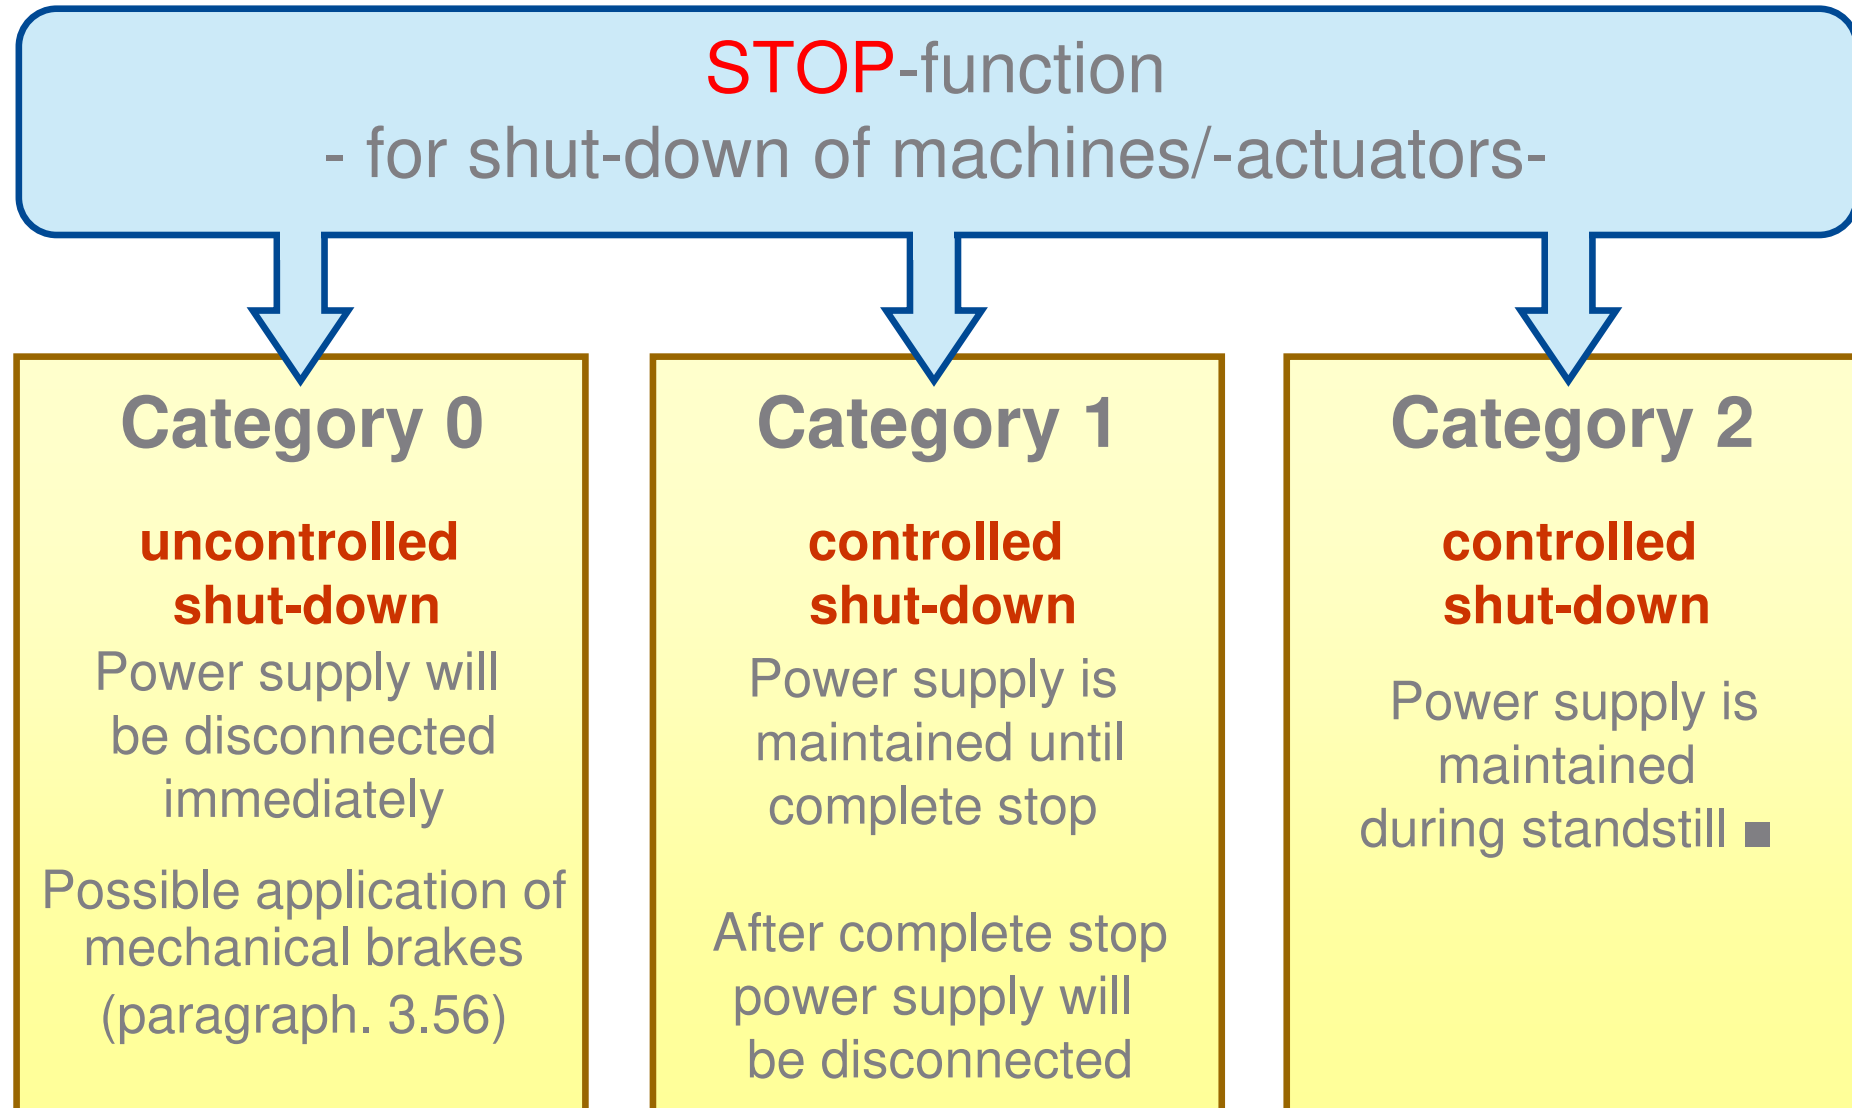 STOP-function
- for shut-down of machines/-actuators-
Category 0
uncontrolled
shut-down
Power supply will
be disconnected
immediately
Possible application of
mechanical brakes
(paragraph. 3.56)
Category 1
controlled
shut-down
Power supply is
maintained until
complete stop
After complete stop
power supply will
be disconnected
Category 2
controlled
shut-down
Power supply is
maintained
during standstill ■